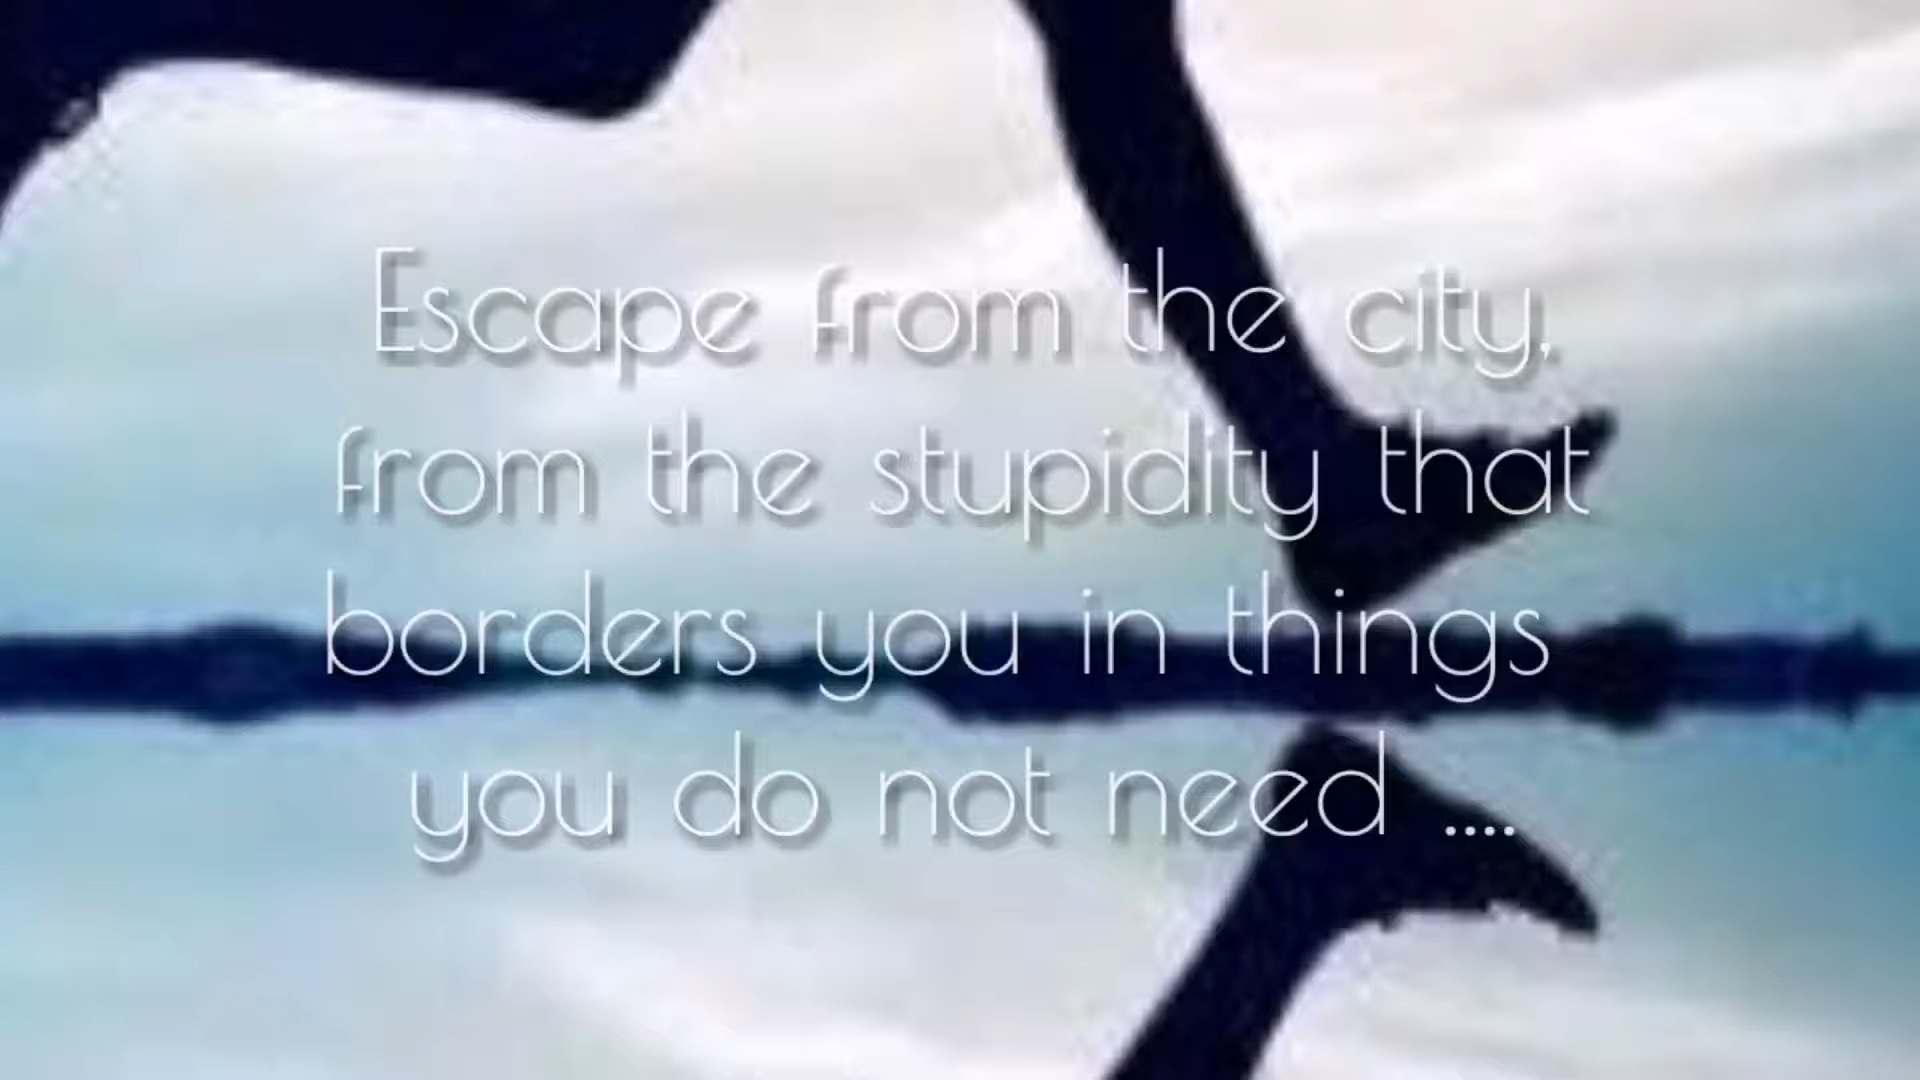 Escape from the city,
from the stupidity that
borders you in things
you do not need ....